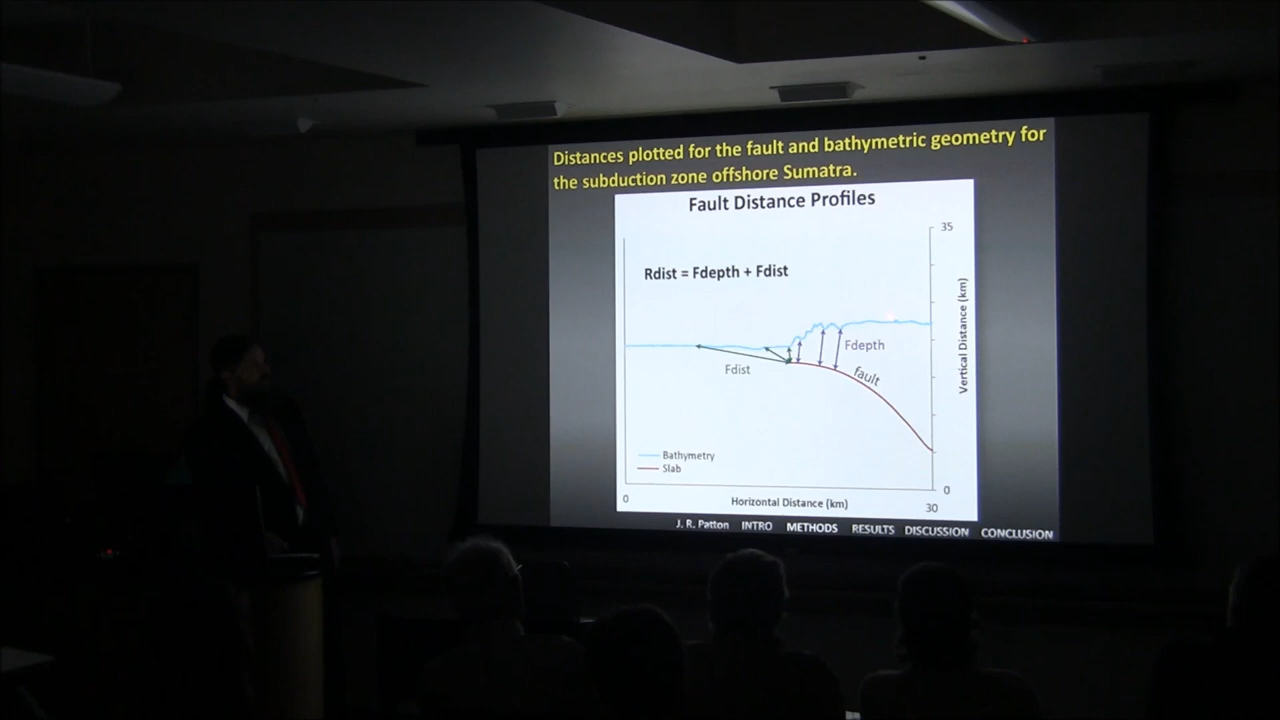 Distances plotted for the fault and bathymetric geometry for
the subduction zone offshore Sumatra.
Fault Distance Profiles
35
Rdist = Fdepth + Fdist
Vertical Distance (km)
Fdepth
Fdist
fault
Bathymetry
Slab
0
0
Horizontal Distance (km)
30
J. R. Patton INTRO METHODS RESULTS DISCUSSION CONCLUSION